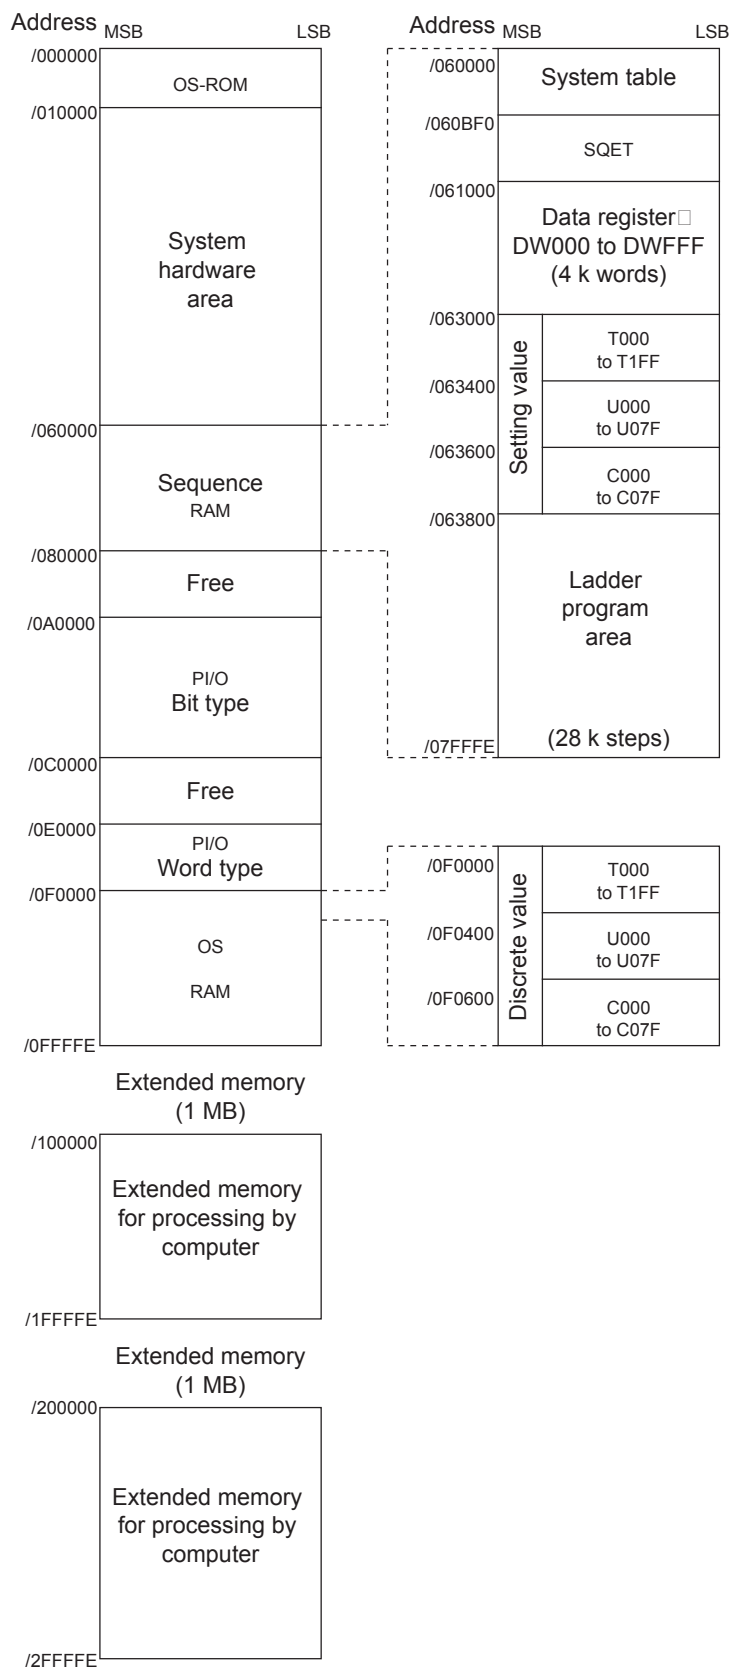 Address MSB LSB
/000000
OS-ROM
/010000
System
hardware
area
/060000
Sequence
RAM
/080000
Free
/0A0000
PI/O
Bit type
/0C0000
Free
/0E0000
PI/O
Word type
/0F0000
OS
RAM
/0FFFFE
Extended memory
(1 MB)
/100000
Extended memory
for processing by
computer
/1FFFFE
Extended memory
(1 MB)
/200000
Extended memory
for processing by
computer
/2FFFFE
Address MSB LSB
/060000
System table
/060BF0
SQET
/061000
Data register□
DW000 to DWFFF
(4 k words)
/063000
Setting value
T000
to T1FF
/063400
U000
to U07F
/063600
C000
to C07F
/063800
Ladder
program
area
(28 k steps)
/07FFFE
/0F0000
Discrete value
T000
to T1FF
/0F0400
U000
to U07F
/0F0600
C000
to C07F